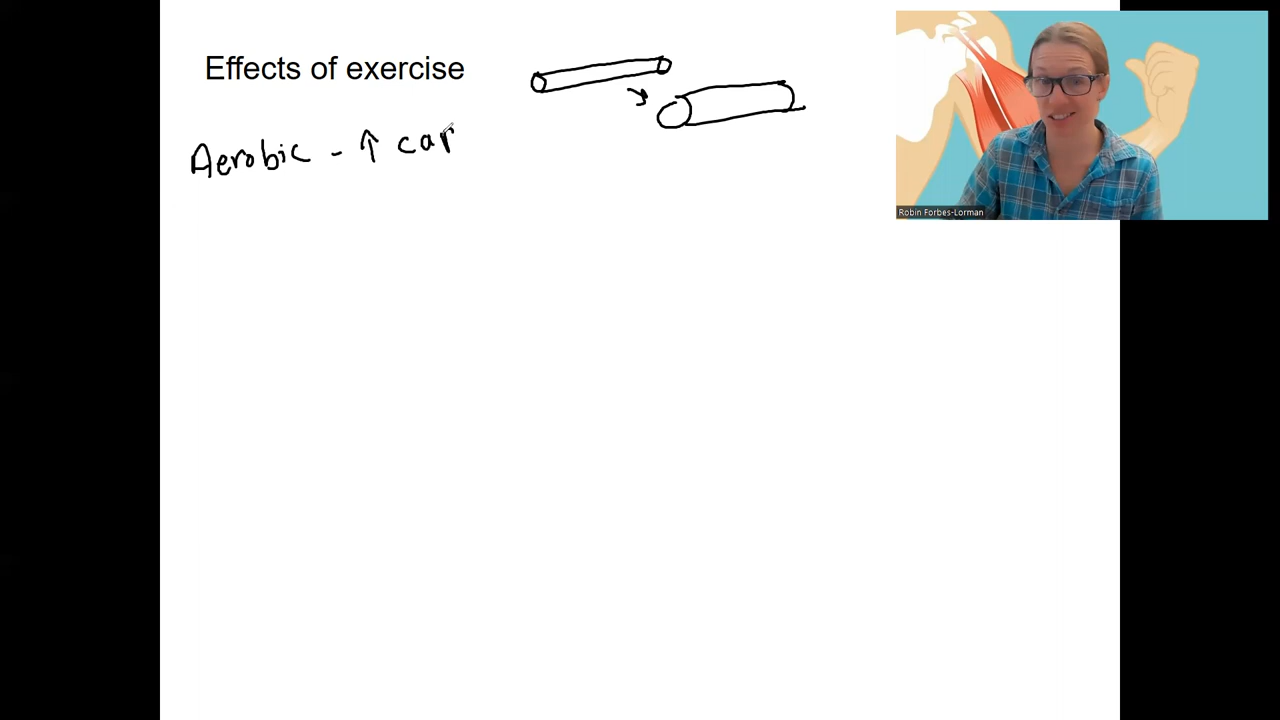 Effects of exercise
Aerobic - ↑ car
Robin Forbes-Lorman